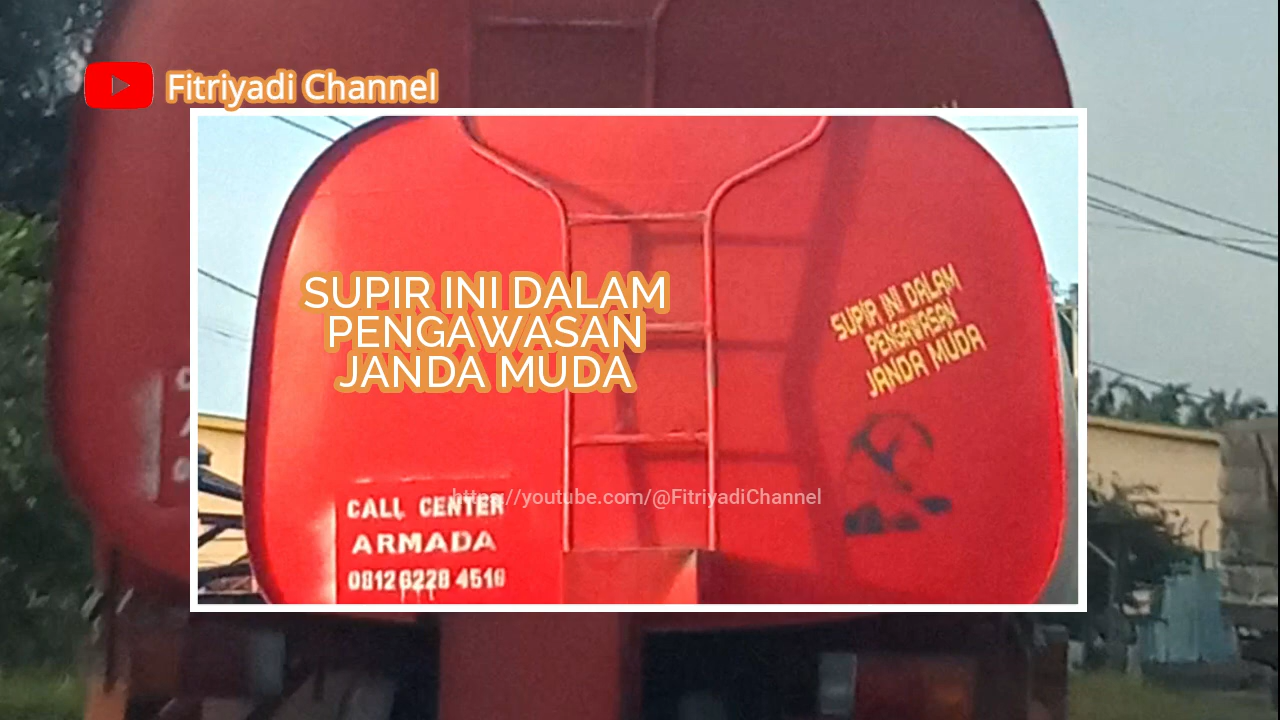 Fitriyadi Channel
SUPIR INI DALAM
PENGAWASAN
JANDA MUDA
SUPIR INI DALAM
PENGAWASAN
JANDA MUDA
https://youtube.com/@FitriyadiChannel
CALL CENTER
ARMADA
0812 6228 4516